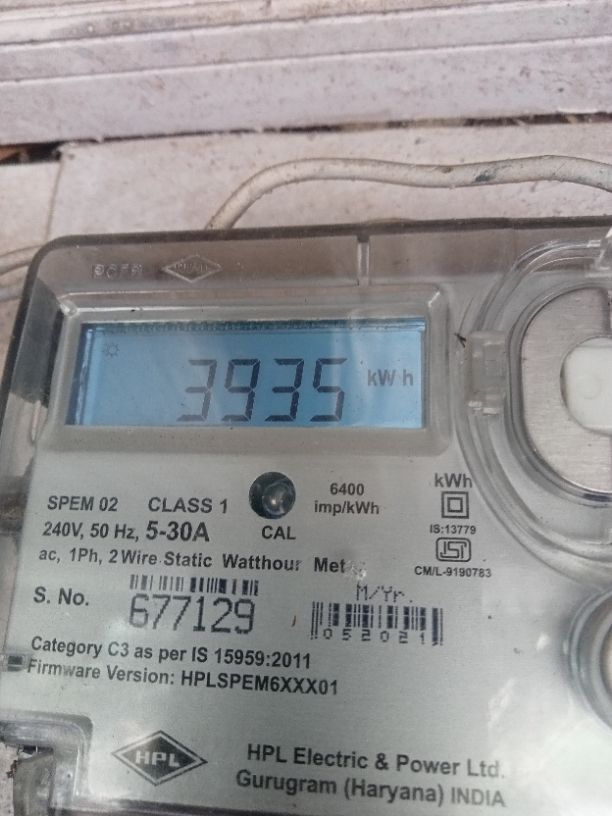 3935 kWh
SPEM 02 CLASS 1
240V, 50 Hz, 5-30A
ac, 1Ph, 2 Wire Static Watthour
CAL
6400
imp/kWh
kWh
IS:13779
ISI
CM/L-9190783
S. No. 677129
M/Yr.
052021
Category C3 as per IS 15959:2011
Firmware Version: HPLSPEM6XXX01
HPL
HPL Electric & Power Ltd.
Gurugram (Haryana) INDIA